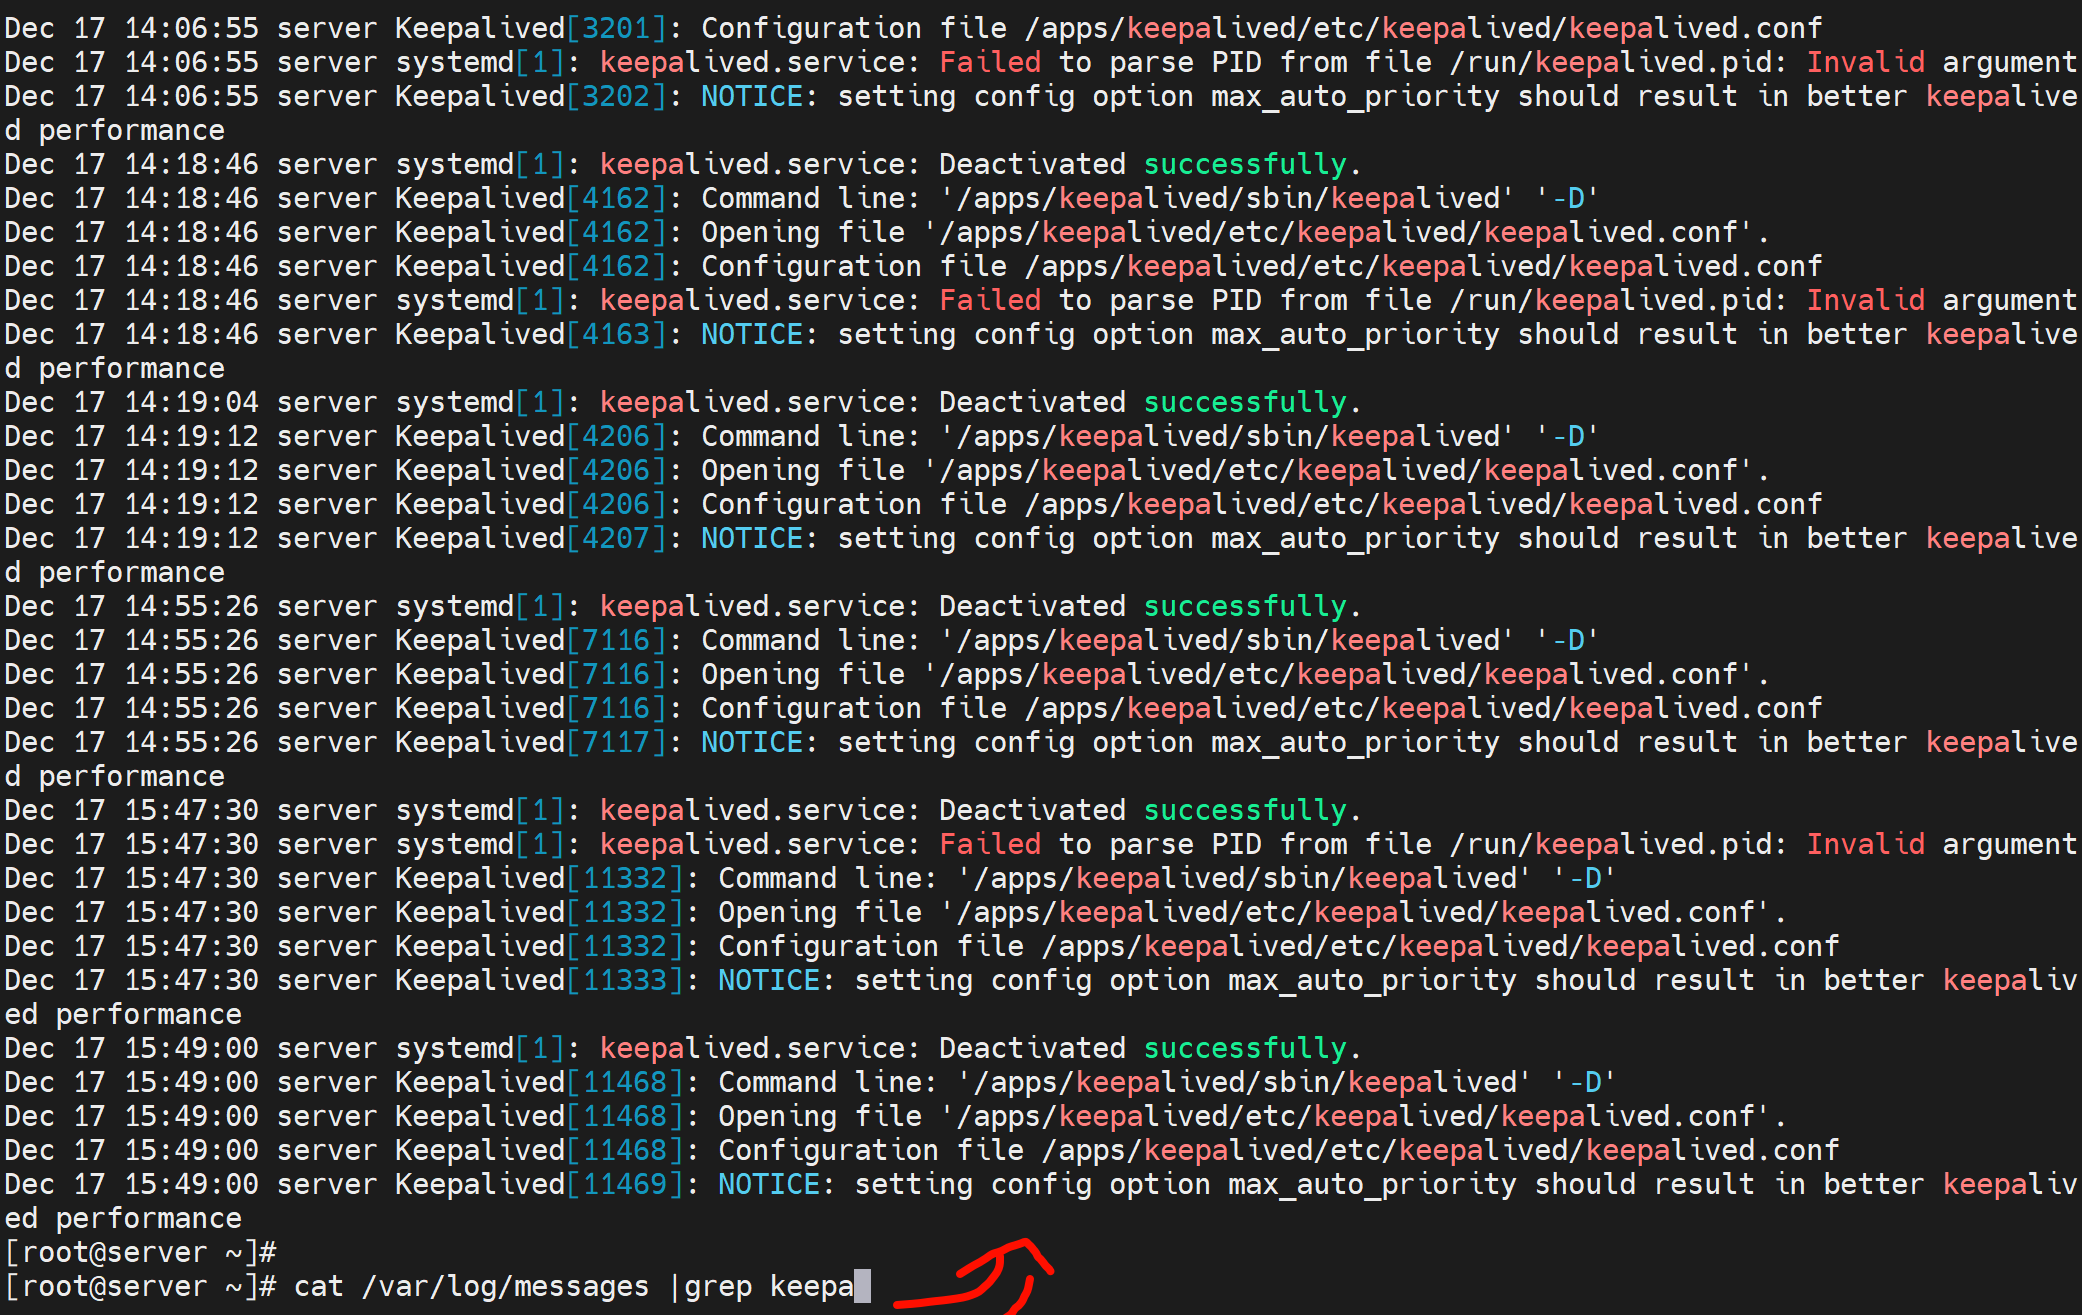 Dec 17 14:06:55 server Keepalived[3201]: Configuration file /apps/keepalived/etc/keepalived/keepalived.conf
Dec 17 14:06:55 server systemd[1]: keepalived.service: Failed to parse PID from file /run/keepalived.pid: Invalid argument
Dec 17 14:06:55 server Keepalived[3202]: NOTICE: setting config option max_auto_priority should result in better keepalive
d performance
Dec 17 14:18:46 server systemd[1]: keepalived.service: Deactivated successfully.
Dec 17 14:18:46 server Keepalived[4162]: Command line: '/apps/keepalived/sbin/keepalived' '-D'
Dec 17 14:18:46 server Keepalived[4162]: Opening file '/apps/keepalived/etc/keepalived/keepalived.conf'.
Dec 17 14:18:46 server Keepalived[4162]: Configuration file /apps/keepalived/etc/keepalived/keepalived.conf
Dec 17 14:18:46 server systemd[1]: keepalived.service: Failed to parse PID from file /run/keepalived.pid: Invalid argument
Dec 17 14:18:46 server Keepalived[4163]: NOTICE: setting config option max_auto_priority should result in better keepalive
d performance
Dec 17 14:19:04 server systemd[1]: keepalived.service: Deactivated successfully.
Dec 17 14:19:12 server Keepalived[4206]: Command line: '/apps/keepalived/sbin/keepalived' '-D'
Dec 17 14:19:12 server Keepalived[4206]: Opening file '/apps/keepalived/etc/keepalived/keepalived.conf'.
Dec 17 14:19:12 server Keepalived[4206]: Configuration file /apps/keepalived/etc/keepalived/keepalived.conf
Dec 17 14:19:12 server Keepalived[4207]: NOTICE: setting config option max_auto_priority should result in better keepalive
d performance
Dec 17 14:55:26 server systemd[1]: keepalived.service: Deactivated successfully.
Dec 17 14:55:26 server Keepalived[7116]: Command line: '/apps/keepalived/sbin/keepalived' '-D'
Dec 17 14:55:26 server Keepalived[7116]: Opening file '/apps/keepalived/etc/keepalived/keepalived.conf'.
Dec 17 14:55:26 server Keepalived[7116]: Configuration file /apps/keepalived/etc/keepalived/keepalived.conf
Dec 17 14:55:26 server Keepalived[7117]: NOTICE: setting config option max_auto_priority should result in better keepalive
d performance
Dec 17 15:47:30 server systemd[1]: keepalived.service: Deactivated successfully.
Dec 17 15:47:30 server systemd[1]: keepalived.service: Failed to parse PID from file /run/keepalived.pid: Invalid argument
Dec 17 15:47:30 server Keepalived[11332]: Command line: '/apps/keepalived/sbin/keepalived' '-D'
Dec 17 15:47:30 server Keepalived[11332]: Opening file '/apps/keepalived/etc/keepalived/keepalived.conf'.
Dec 17 15:47:30 server Keepalived[11332]: Configuration file /apps/keepalived/etc/keepalived/keepalived.conf
Dec 17 15:47:30 server Keepalived[11333]: NOTICE: setting config option max_auto_priority should result in better keepaliv
ed performance
Dec 17 15:49:00 server systemd[1]: keepalived.service: Deactivated successfully.
Dec 17 15:49:00 server Keepalived[11468]: Command line: '/apps/keepalived/sbin/keepalived' '-D'
Dec 17 15:49:00 server Keepalived[11468]: Opening file '/apps/keepalived/etc/keepalived/keepalived.conf'.
Dec 17 15:49:00 server Keepalived[11468]: Configuration file /apps/keepalived/etc/keepalived/keepalived.conf
Dec 17 15:49:00 server Keepalived[11469]: NOTICE: setting config option max_auto_priority should result in better keepaliv
ed performance
[root@server ~]#
[root@server ~]# cat /var/log/messages |grep keepa